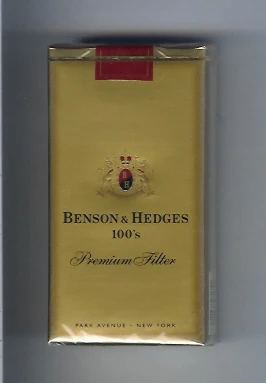 B H
BENSON & HEDGES
100's
Premium Filter
PARK AVENUE · NEW YORK